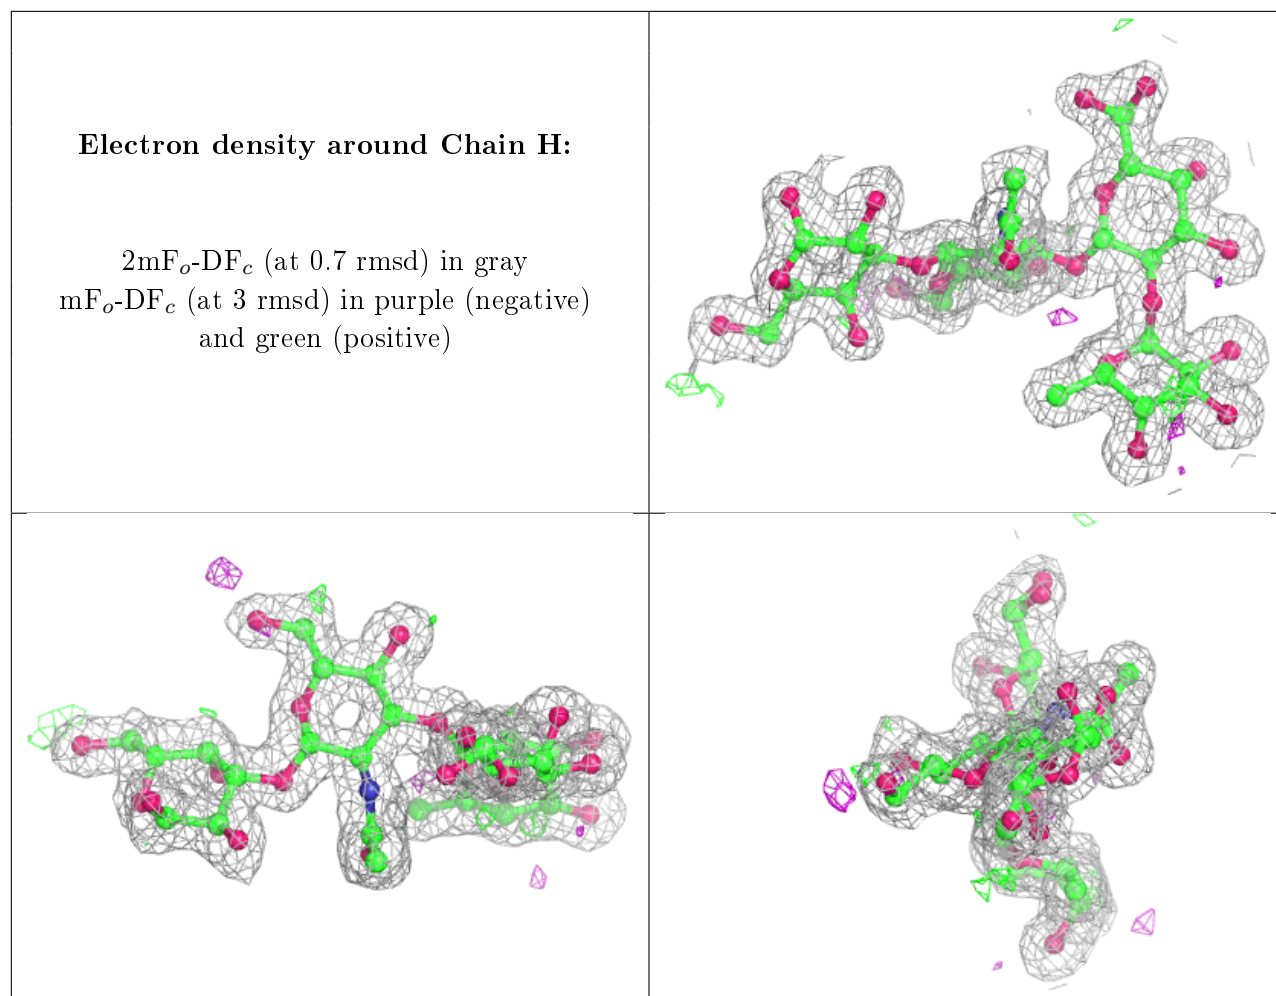 Electron density around Chain H:
2mFo-DFc (at 0.7 rmsd) in gray
mFo-DFc (at 3 rmsd) in purple (negative)
and green (positive)